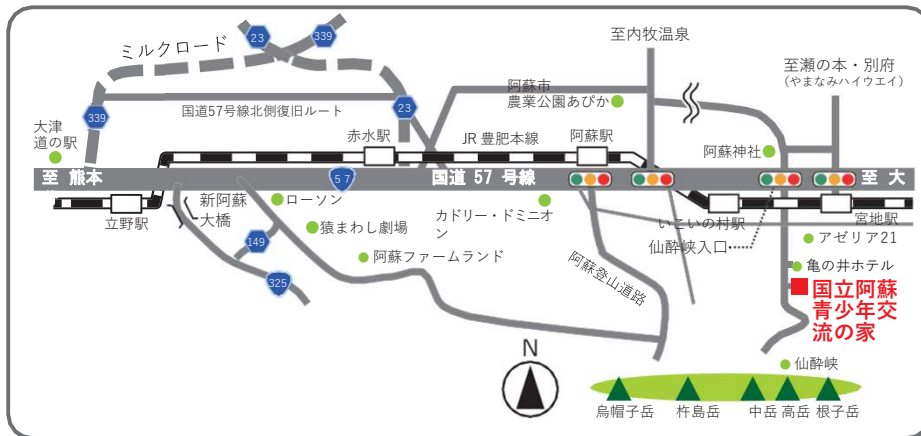 23
339
ミルクロード
至内牧温泉
至瀬の本・別府
(やまなみハイウエイ)
阿蘇市
農業公園あぴか
国道57号線北側復旧ルート
23
339
大津
道の駅
赤水駅
JR 豊肥本線
阿蘇駅
阿蘇神社
至 熊本
57
国道 57 号線
至 大
立野駅
新阿蘇
大橋
ローソン
カドリー・ドミニオ
ン
いこいの村駅
宮地駅
猿まわし劇場
仙酔峡入口
アゼリア21
149
阿蘇ファームランド
阿蘇登山道路
亀の井ホテル
325
国立阿蘇
青少年交
流の家
N
仙酔峡
烏帽子岳
杵島岳
中岳
高岳
根子岳